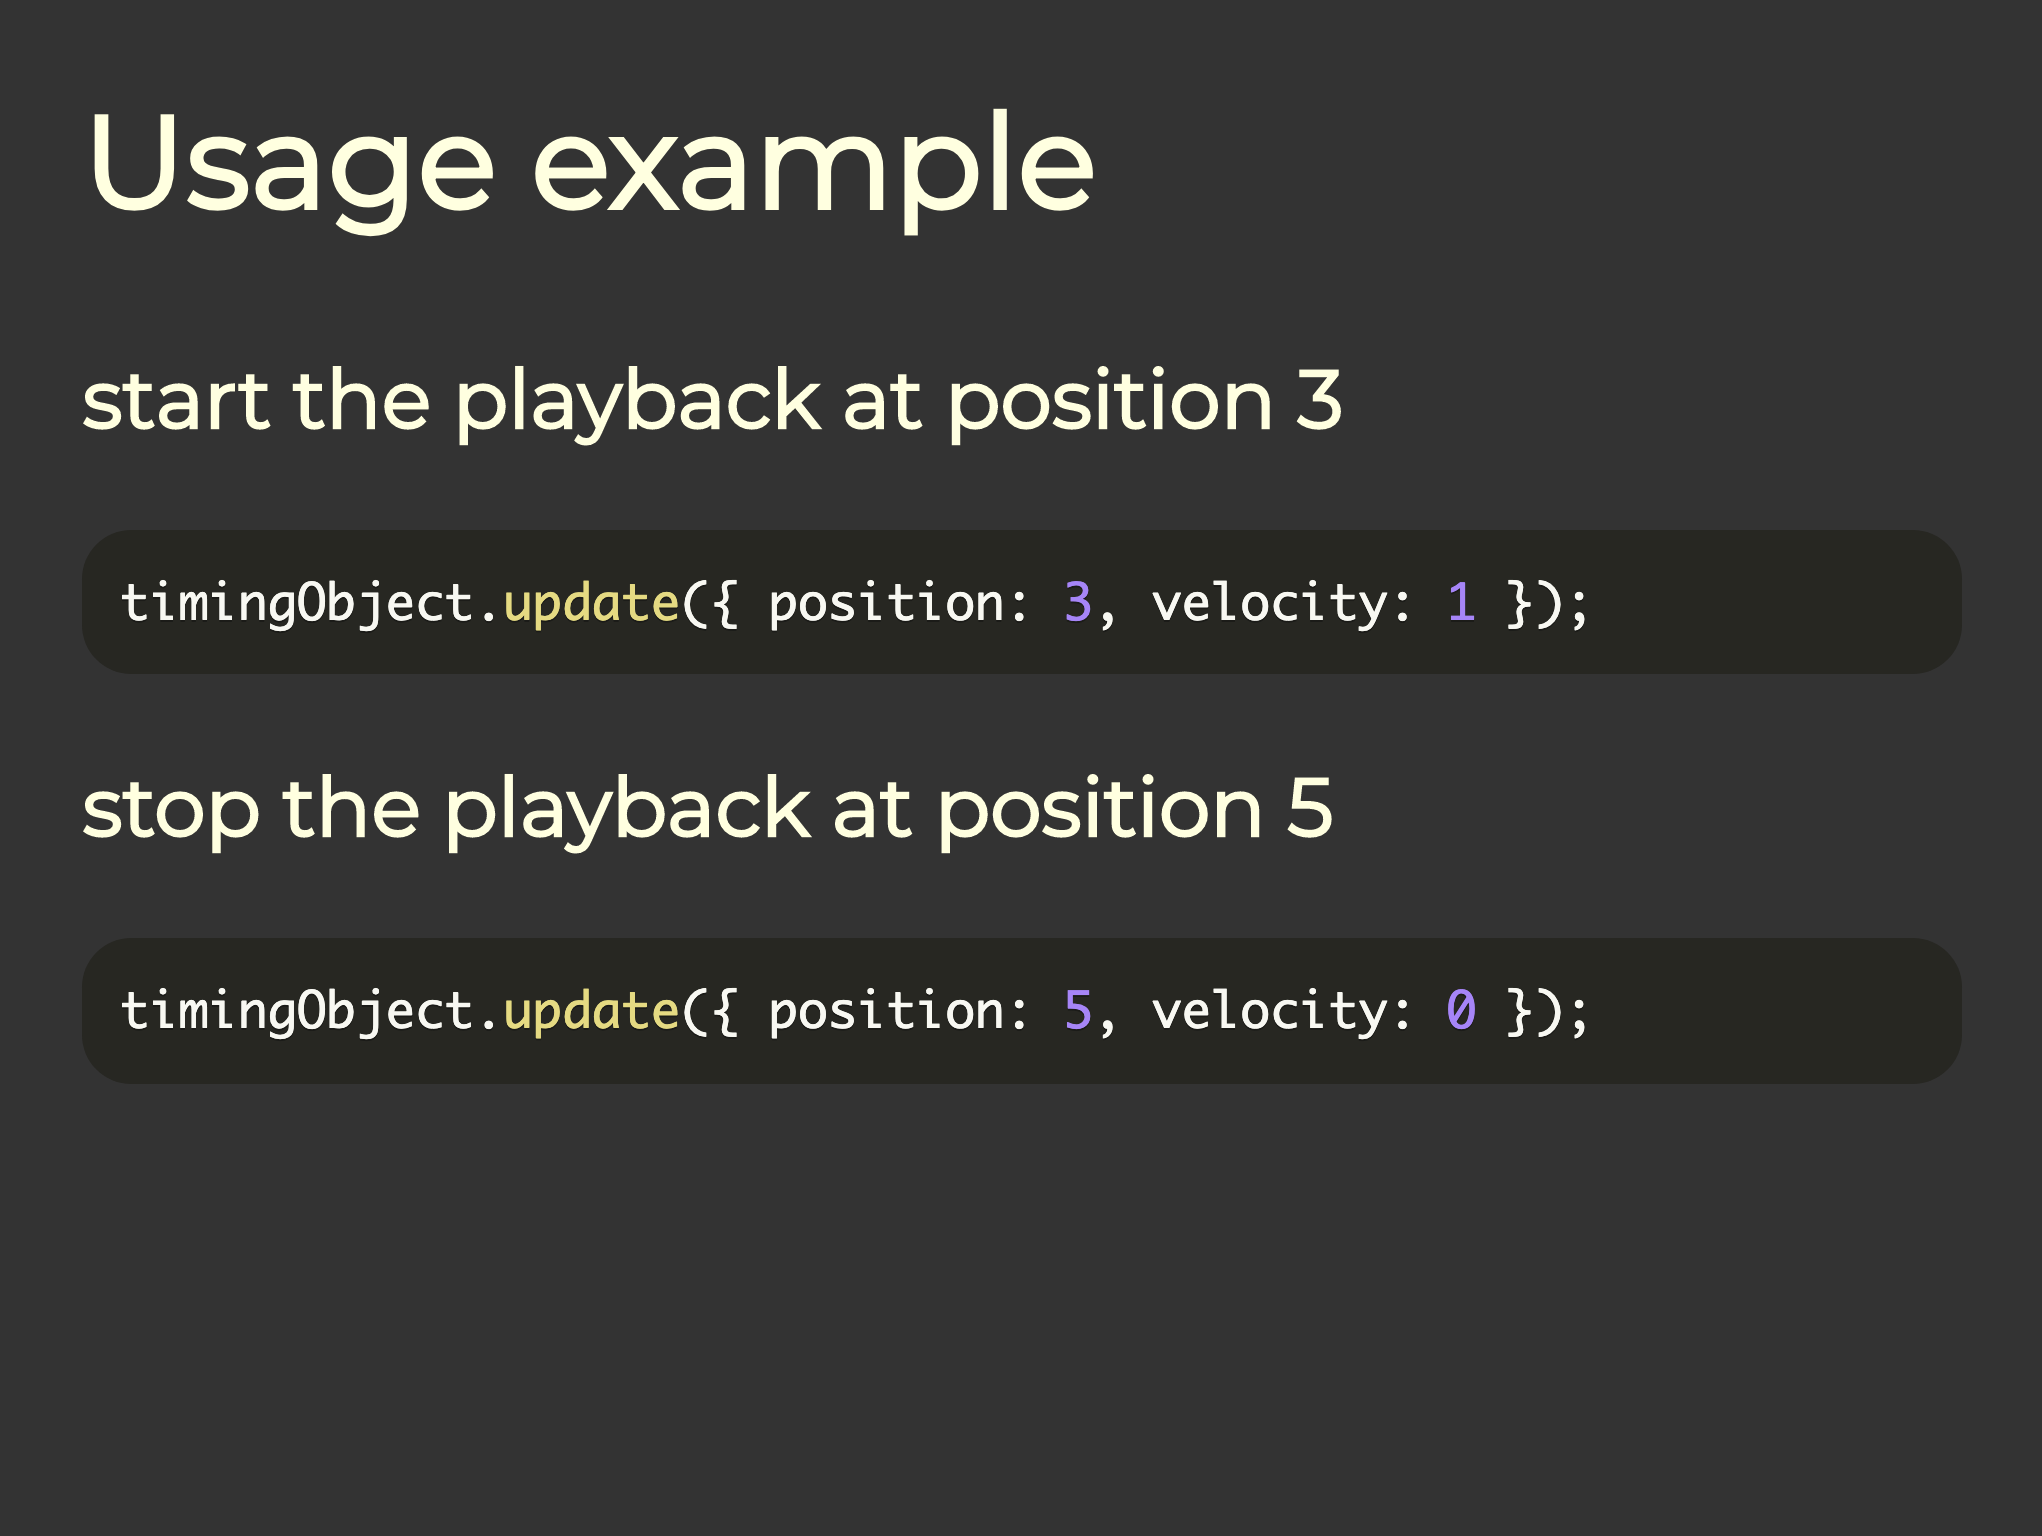 Usage example
start the playback at position 3
timingObject.update({ position: 3, velocity: 1 });
stop the playback at position 5
timingObject.update({ position: 5, velocity: 0 });